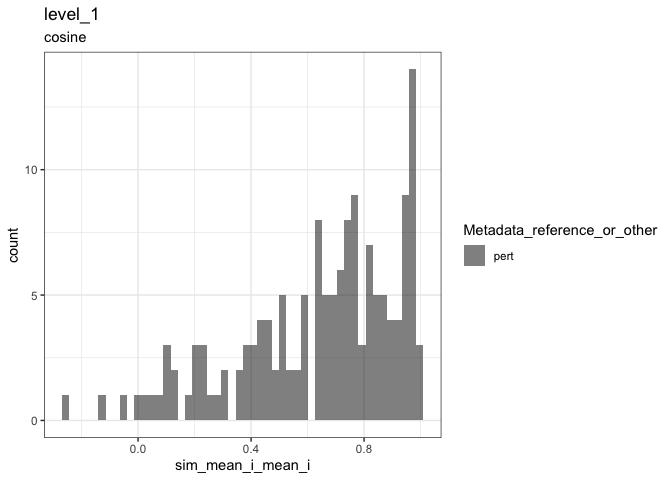 level_1
cosine
10
5
0
count
0.0 0.4 0.8
sim_mean_i_mean_i
Metadata_reference_or_other
pert